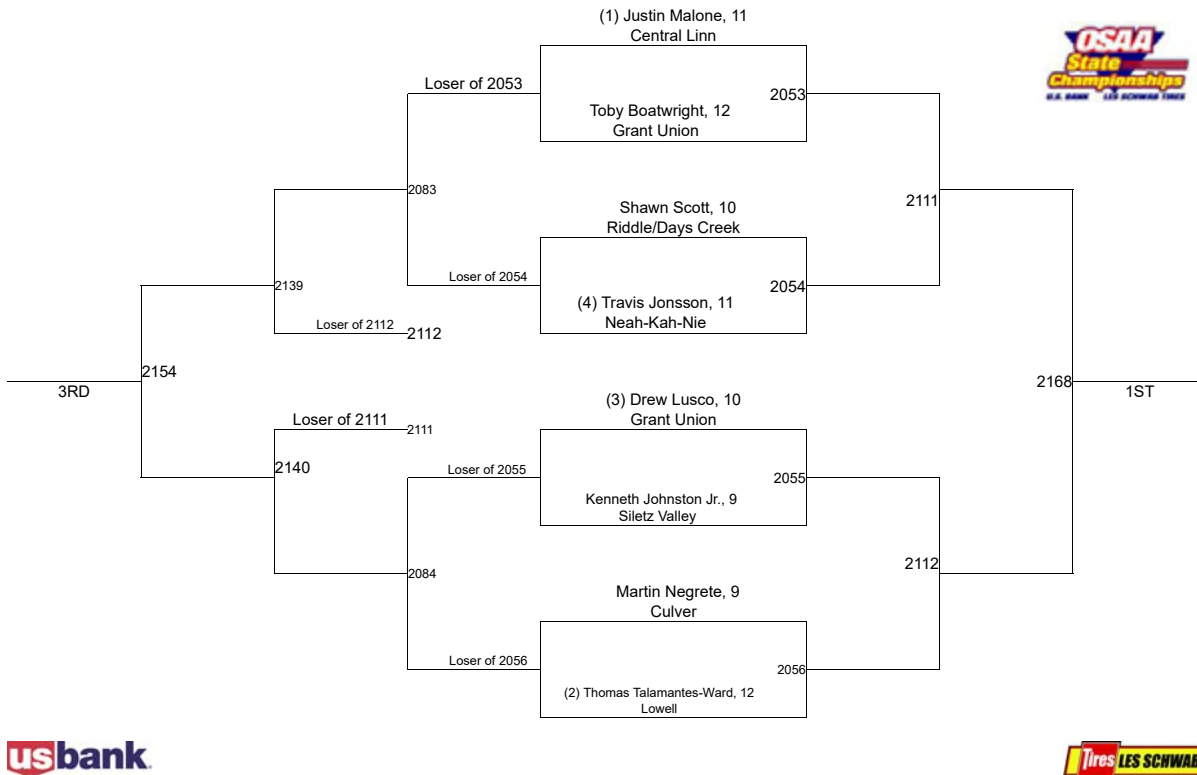 (1) Justin Malone, 11
Central Linn
OSAA
State
Championships
U.S. BANK LES SCHWAB TIRES
Loser of 2053
2053
Toby Boatwright, 12
Grant Union
2083
2111
Shawn Scott, 10
Riddle/Days Creek
Loser of 2054
2054
2139
(4) Travis Jonsson, 11
Neah-Kah-Nie
Loser of 2112
2112
2154
3RD
2168
1ST
(3) Drew Lusco, 10
Grant Union
Loser of 2111
2111
2140
Loser of 2055
2055
Kenneth Johnston Jr., 9
Siletz Valley
2084
2112
Martin Negrete, 9
Culver
Loser of 2056
2056
(2) Thomas Talamantes-Ward, 12
Lowell
usbank.
Tires LES SCHWAB